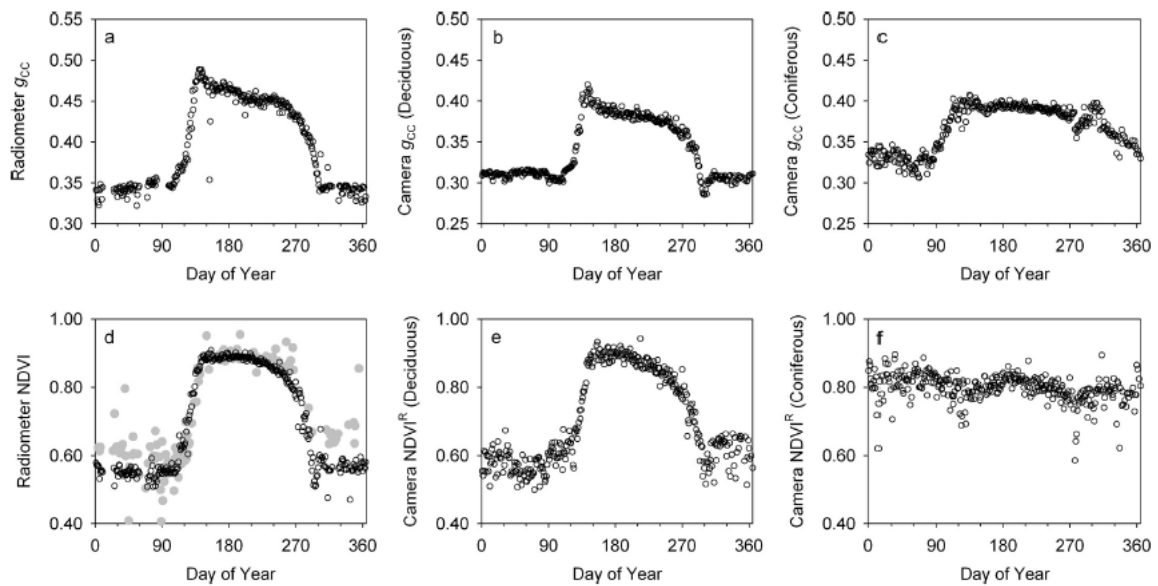 a
Radiometer gCC
0.55
0.50
0.45
0.40
0.35
0.30
0 90 180 270 360
Day of Year
b
Camera gCC (Deciduous)
0.50
0.45
0.40
0.35
0.30
0.25
0 90 180 270 360
Day of Year
c
Camera gCC (Coniferous)
0.50
0.45
0.40
0.35
0.30
0.25
0 90 180 270 360
Day of Year
d
Radiometer NDVI
1.00
0.80
0.60
0.40
0 90 180 270 360
Day of Year
e
Camera NDVIᴿ (Deciduous)
1.00
0.80
0.60
0.40
0 90 180 270 360
Day of Year
f
Camera NDVIᴿ (Coniferous)
1.00
0.80
0.60
0.40
0 90 180 270 360
Day of Year